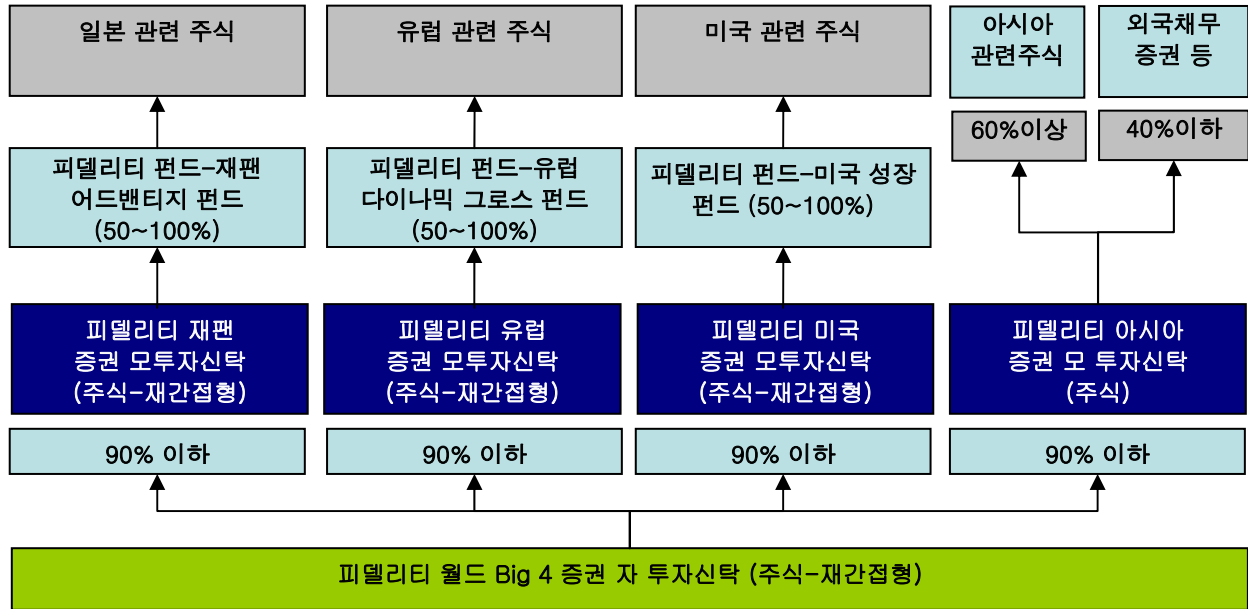 일본 관련 주식
유럽 관련 주식
미국 관련 주식
아시아
관련주식
외국채무
증권 등
60%이상
40%이하
피델리티 펀드-재팬
어드밴티지 펀드
(50~100%)
피델리티 펀드-유럽
다이나믹 그로스 펀드
(50~100%)
피델리티 펀드-미국 성장
펀드 (50~100%)
피델리티 재팬
증권 모투자신탁
(주식-재간접형)
피델리티 유럽
증권 모투자신탁
(주식-재간접형)
피델리티 미국
증권 모투자신탁
(주식-재간접형)
피델리티 아시아
증권 모 투자신탁
(주식)
90% 이하
90% 이하
90% 이하
90% 이하
피델리티 월드 Big 4 증권 자 투자신탁 (주식-재간접형)